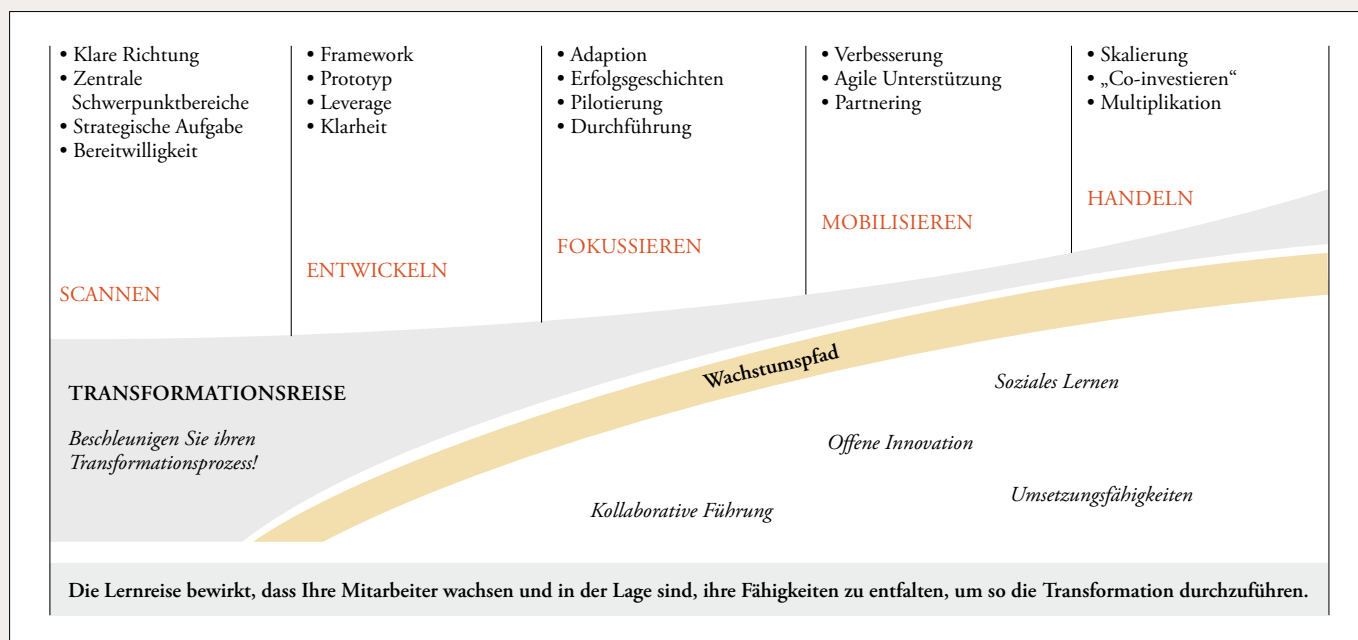 • Klare Richtung
• Zentrale
Schwerpunktbereiche
• Strategische Aufgabe
• Bereitwilligkeit
SCANNEN
• Framework
• Prototyp
• Leverage
• Klarheit
ENTWICKELN
• Adaption
• Erfolgsgeschichten
• Pilotierung
• Durchführung
FOKUSSIEREN
• Verbesserung
• Agile Unterstützung
• Partnering
MOBILISIEREN
• Skalierung
• „Co-investieren“
• Multiplikation
HANDELN
TRANSFORMATIONSREISE
Beschleunigen Sie ihren
Transformationsprozess!
Wachstumspfad
Soziales Lernen
Offene Innovation
Umsetzungsfähigkeiten
Kollaborative Führung
Die Lernreise bewirkt, dass Ihre Mitarbeiter wachsen und in der Lage sind, ihre Fähigkeiten zu entfalten, um so die Transformation durchzuführen.